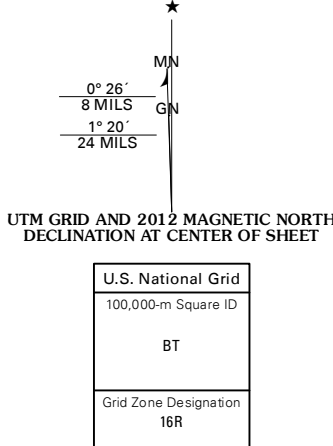 MN
0° 26´
8 MILS
GN
1° 20´
24 MILS
UTM GRID AND 2012 MAGNETIC NORTH
DECLINATION AT CENTER OF SHEET
U.S. National Grid
100,000-m Square ID
BT
Grid Zone Designation
16R